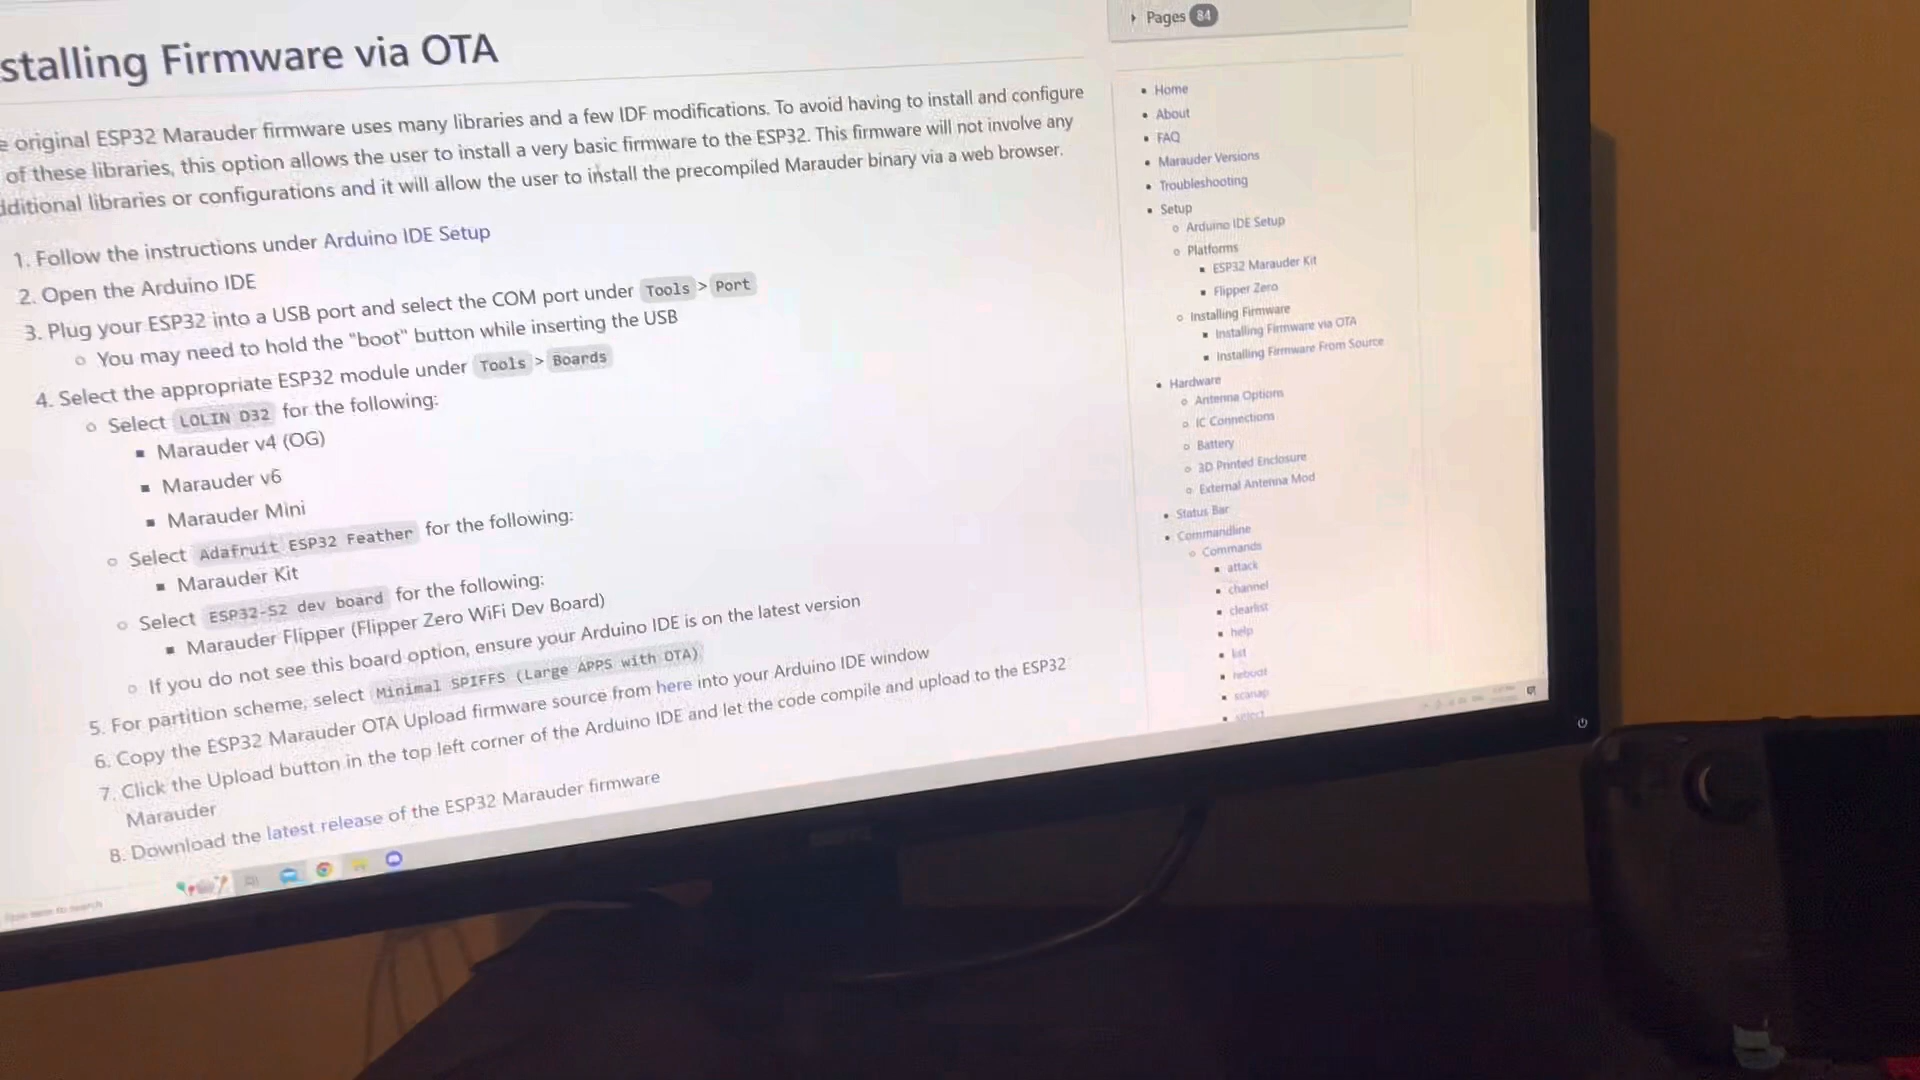 stalling Firmware via OTA
e original ESP32 Marauder firmware uses many libraries and a few IDF modifications. To avoid having to install and configure
of these libraries, this option allows the user to install a very basic firmware to the ESP32. This firmware will not involve any
dditional libraries or configurations and it will allow the user to install the precompiled Marauder binary via a web browser.
1. Follow the instructions under Arduino IDE Setup
2. Open the Arduino IDE
3. Plug your ESP32 into a USB port and select the COM port under Tools > Port
You may need to hold the "boot" button while inserting the USB
4. Select the appropriate ESP32 module under Tools > Boards
Select LOLIN D32 for the following:
Marauder v4 (OG)
Marauder v6
Marauder Mini
Select Adafruit ESP32 Feather for the following:
Marauder Kit
Select ESP32-S2 dev board for the following:
Marauder Flipper (Flipper Zero WiFi Dev Board)
If you do not see this board option, ensure your Arduino IDE is on the latest version
5. For partition scheme, select Minimal SPIFFS (Large APPS with OTA)
6. Copy the ESP32 Marauder OTA Upload firmware source from here into your Arduino IDE window
7. Click the Upload button in the top left corner of the Arduino IDE and let the code compile and upload to the ESP32
Marauder
8. Download the latest release of the ESP32 Marauder firmware
Type here to search
Pages 84
Home
About
FAQ
Marauder Versions
Troubleshooting
Setup
Arduino IDE Setup
Platforms
ESP32 Marauder Kit
Flipper Zero
Installing Firmware
Installing Firmware via OTA
Installing Firmware From Source
Hardware
Antenna Options
IC Connections
Battery
3D Printed Enclosure
External Antenna Mod
Status Bar
Commandline
Commands
attack
channel
clearlist
help
list
reboot
scanap
select